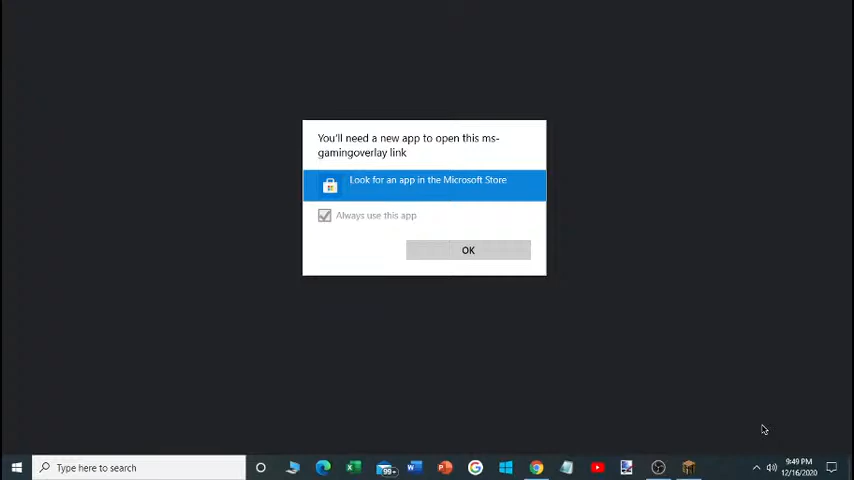 You'll need a new app to open this ms-
gamingoverlay link
Look for an app in the Microsoft Store
Always use this app
OK
Type here to search
99+
9:49 PM
12/16/2020